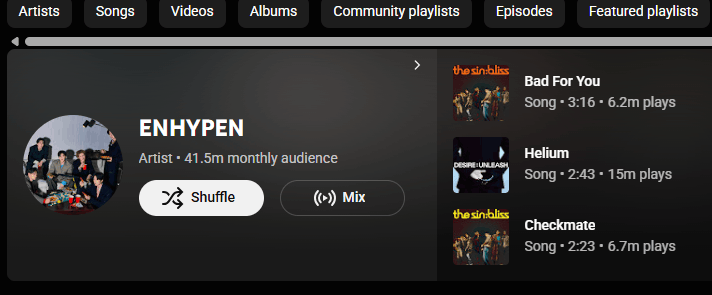 Artists
Songs
Videos
Albums
Community playlists
Episodes
Featured playlists
ENHYPEN
Artist • 41.5m monthly audience
Shuffle
Mix
the sin:bliss
Bad For You
Song • 3:16 • 6.2m plays
DESIRE : UNLEASH
Helium
Song • 2:43 • 15m plays
the sin:bliss
Checkmate
Song • 2:23 • 6.7m plays